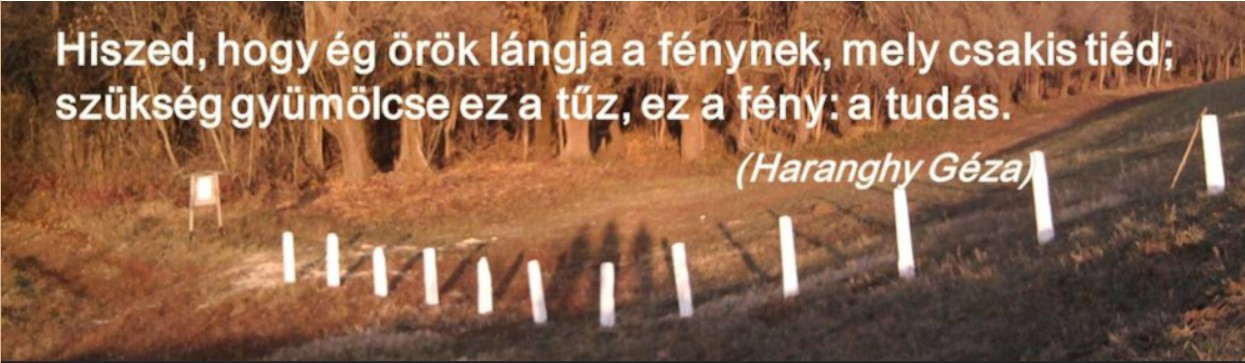 Hiszed, hogy ég örök lángja a fénynek, mely csakis tiéd;
szükség gyümölcse ez a tűz, ez a fény: a tudás.
(Haranghy Géza)